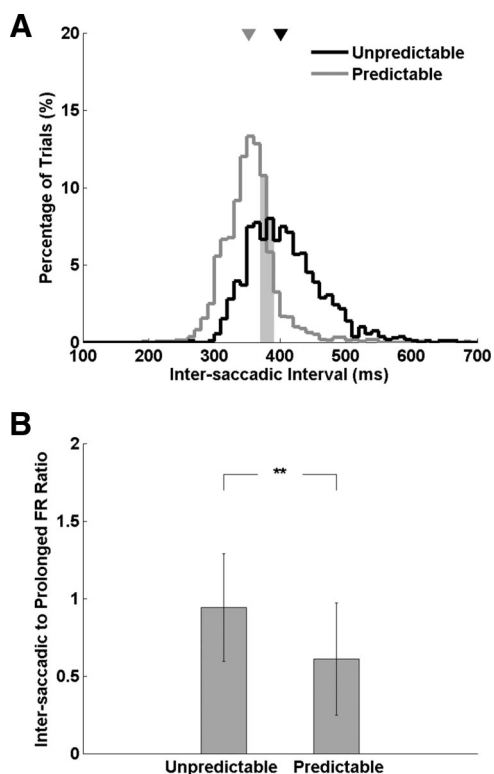 A
Percentage of Trials (%)
20
15
10
5
0
Unpredictable
Predictable
100 200 300 400 500 600 700
Inter-saccadic Interval (ms)
B
Inter-saccadic to Prolonged FR Ratio
2
1.5
1
0.5
0
**
Unpredictable Predictable